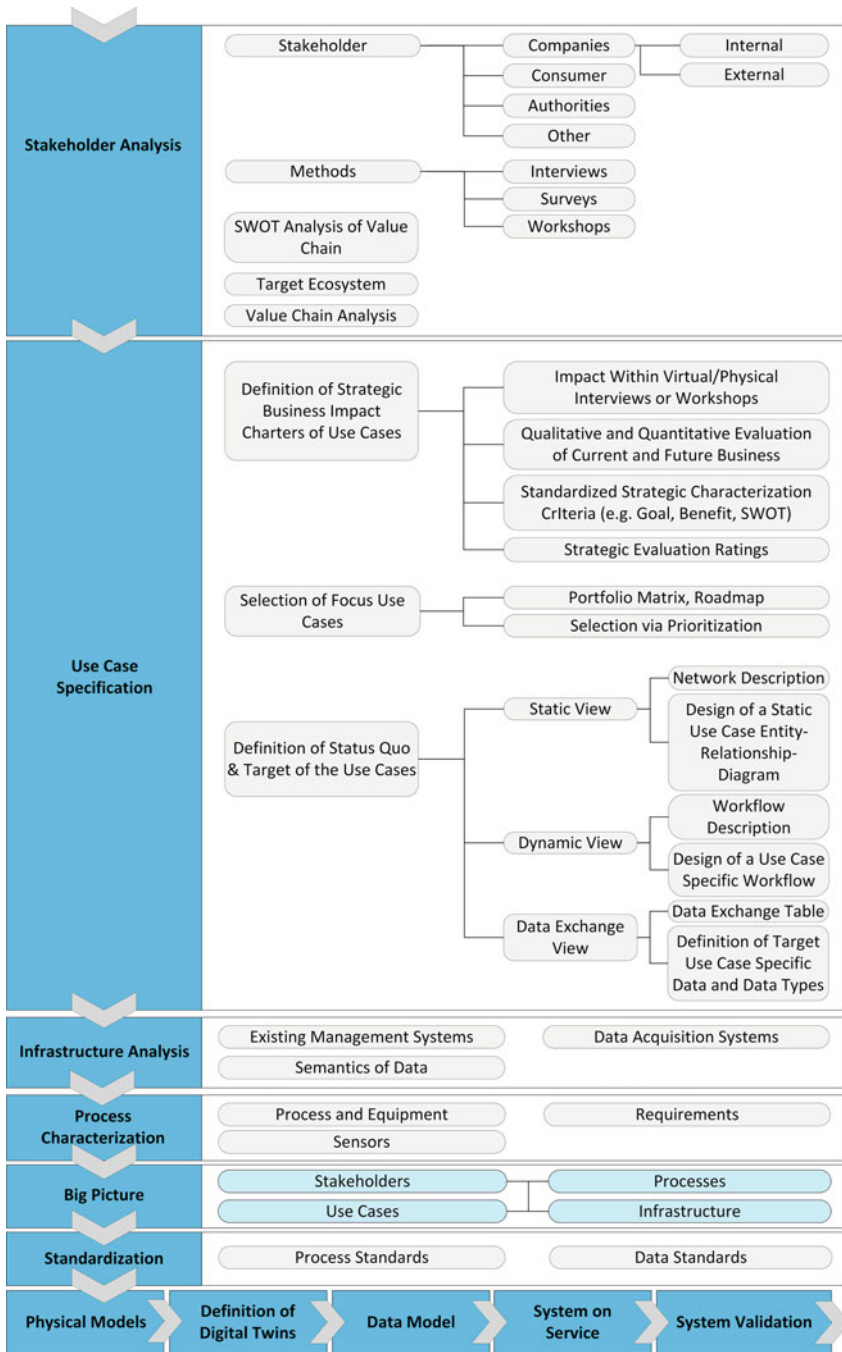 Stakeholder Analysis
Stakeholder
Companies
Internal
External
Consumer
Authorities
Other
Methods
Interviews
Surveys
Workshops
SWOT Analysis of Value
Chain
Target Ecosystem
Value Chain Analysis
Use Case
Specification
Definition of Strategic
Business Impact
Charters of Use Cases
Impact Within Virtual/Physical
Interviews or Workshops
Qualitative and Quantitative Evaluation
of Current and Future Business
Standardized Strategic Characterization
CrIteria (e.g. Goal, Benefit, SWOT)
Strategic Evaluation Ratings
Selection of Focus Use
Cases
Portfolio Matrix, Roadmap
Selection via Prioritization
Definition of Status Quo
& Target of the Use Cases
Static View
Network Description
Design of a Static
Use Case Entity-
Relationship-
Diagram
Dynamic View
Workflow
Description
Design of a Use Case
Specific Workflow
Data Exchange
View
Data Exchange Table
Definition of Target
Use Case Specific
Data and Data Types
Infrastructure Analysis
Existing Management Systems
Data Acquisition Systems
Semantics of Data
Process
Characterization
Process and Equipment
Requirements
Sensors
Big Picture
Stakeholders
Processes
Use Cases
Infrastructure
Standardization
Process Standards
Data Standards
Physical Models
Definition of
Digital Twins
Data Model
System on
Service
System Validation